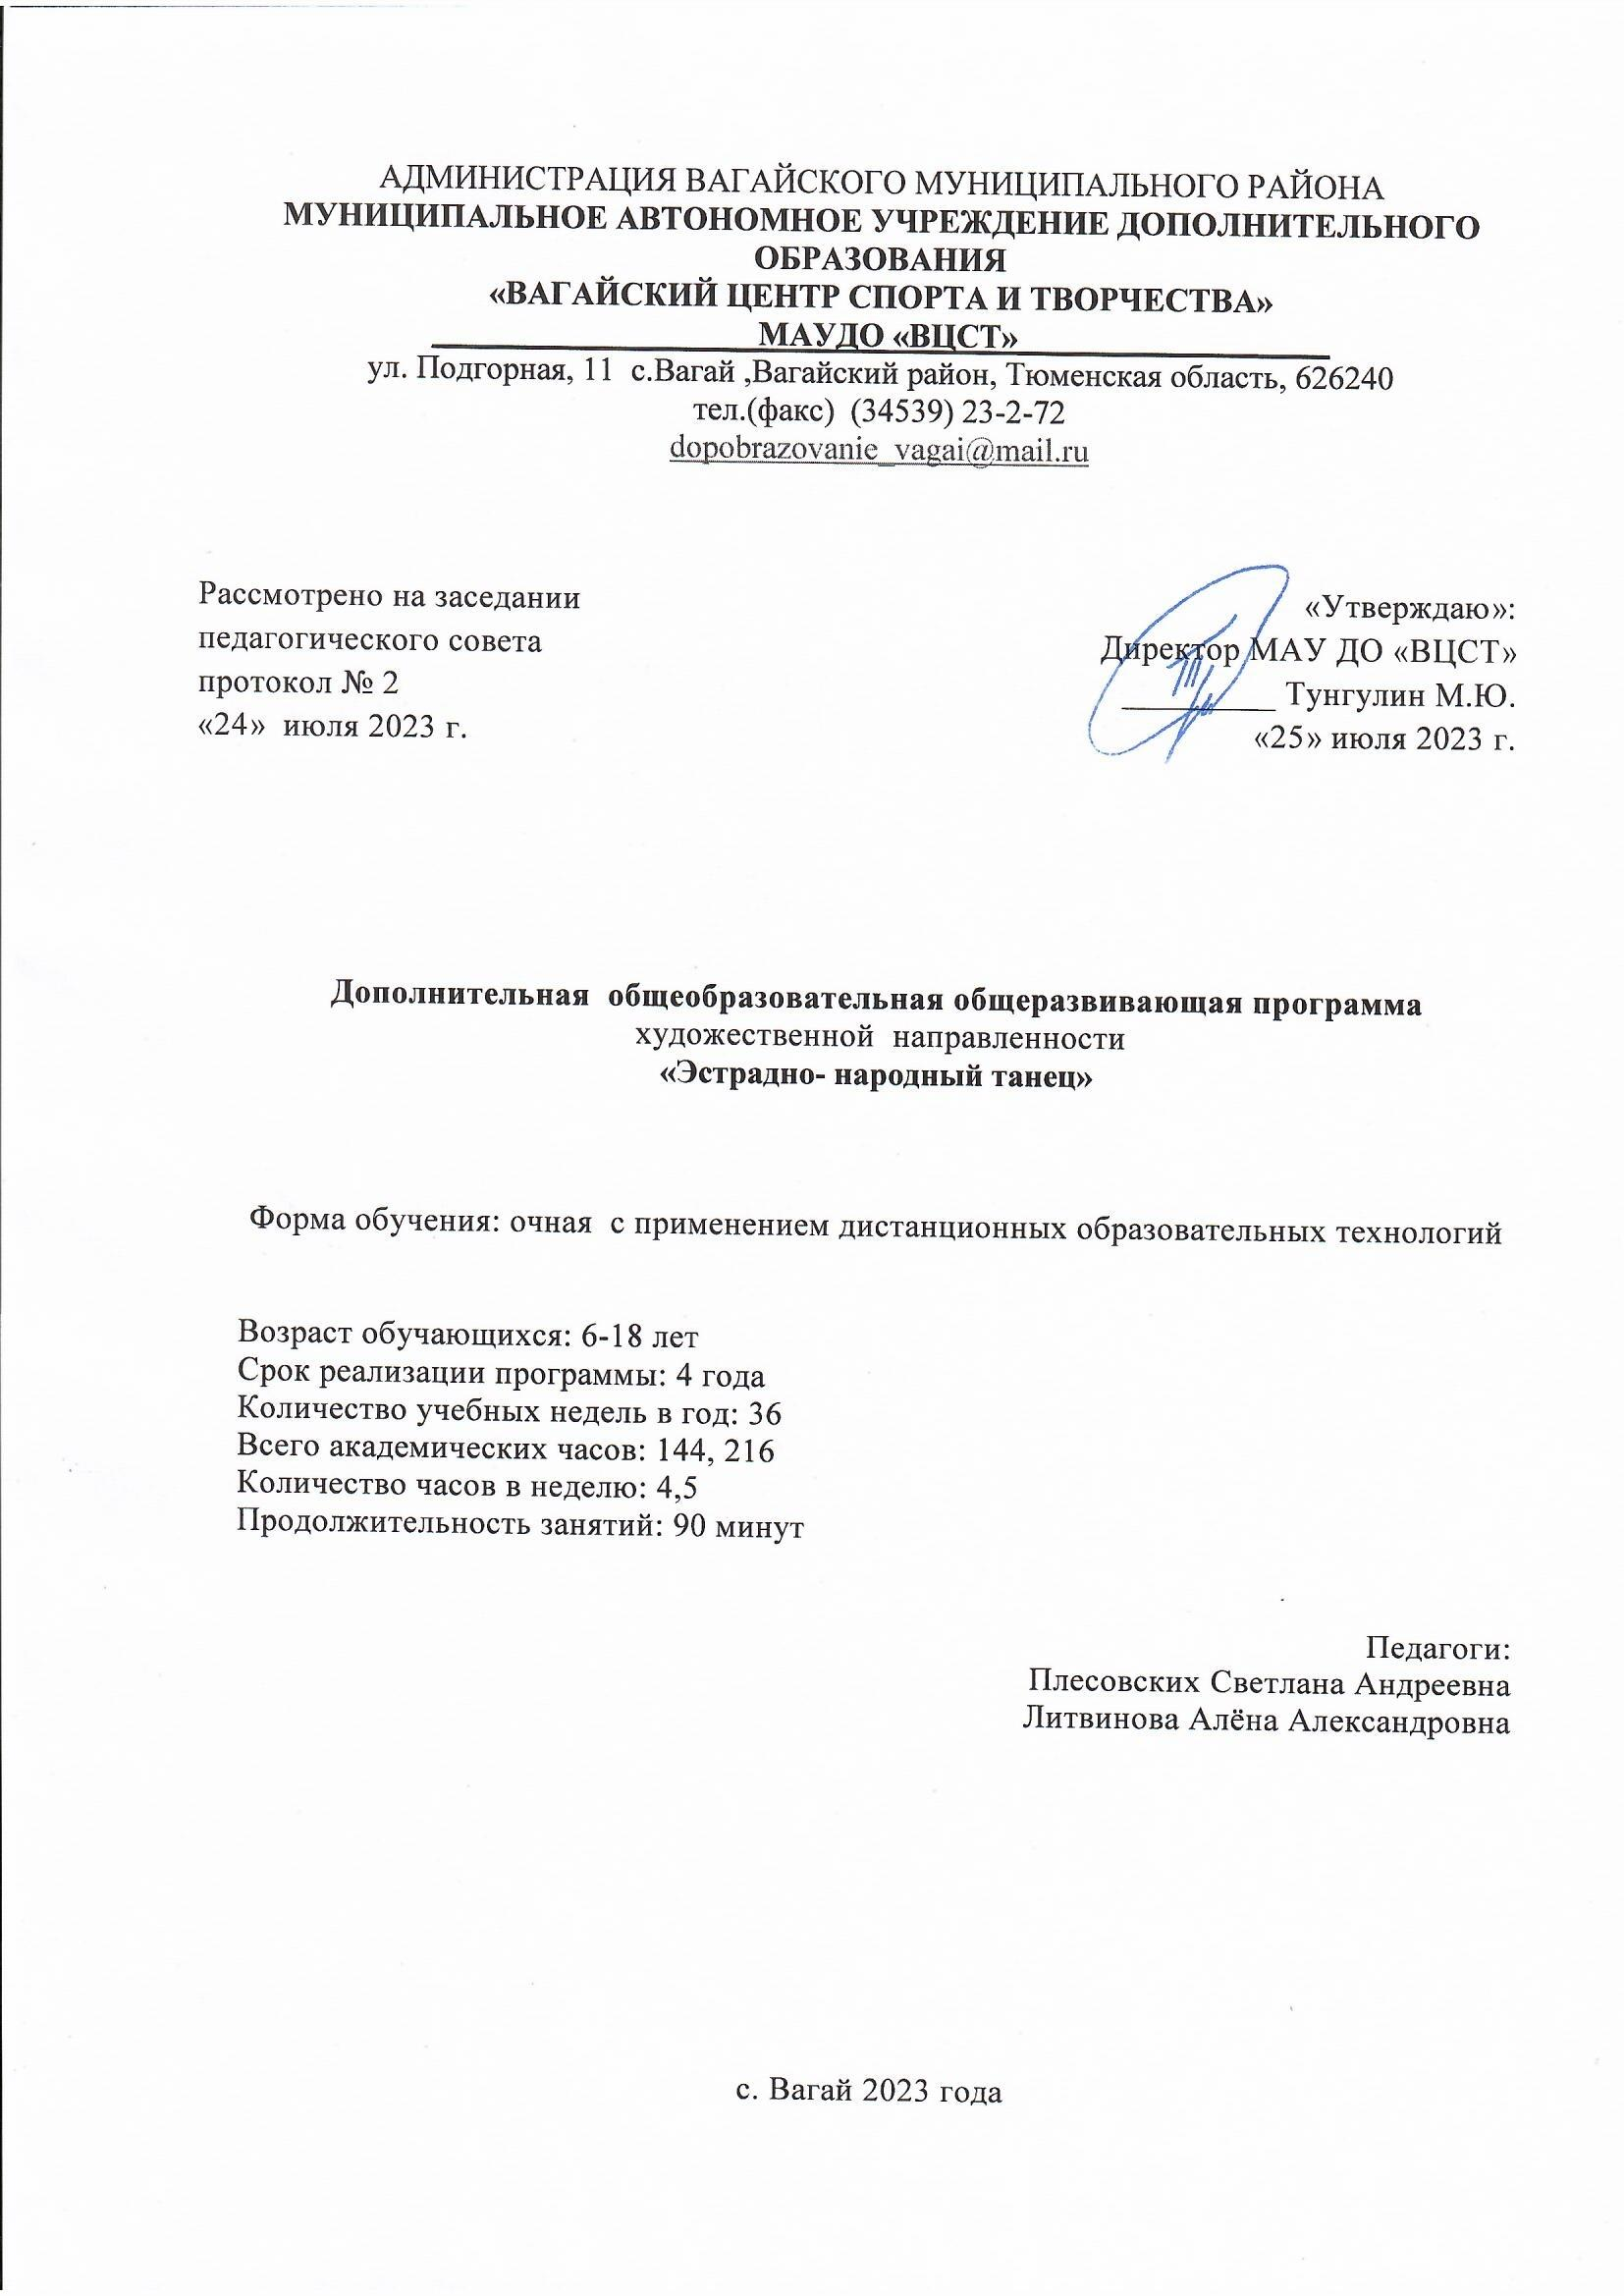 АДМИНИСТРАЦИЯ ВАГАЙСКОГО МУНИЦИПАЛЬНОГО РАЙОНА
МУНИЦИПАЛЬНОЕ АВТОНОМНОЕ УЧРЕЖДЕНИЕ ДОПОЛНИТЕЛЬНОГО
ОБРАЗОВАНИЯ
«ВАГАЙСКИЙ ЦЕНТР СПОРТА И ТВОРЧЕСТВА»
МАУДО «ВЦСТ»
ул. Подгорная, 11 с.Вагай ,Вагайский район, Тюменская область, 626240
тел.(факс) (34539) 23-2-72
dopobrazovanie_vagai@mail.ru
Рассмотрено на заседании
педагогического совета
протокол № 2
«24» июля 2023 г.
«Утверждаю»:
Директор МАУ ДО «ВЦСТ»
_________ Тунгулин М.Ю.
«25» июля 2023 г.
Дополнительная общеобразовательная общеразвивающая программа
художественной направленности
«Эстрадно- народный танец»
Форма обучения: очная с применением дистанционных образовательных технологий
Возраст обучающихся: 6-18 лет
Срок реализации программы: 4 года
Количество учебных недель в год: 36
Всего академических часов: 144, 216
Количество часов в неделю: 4,5
Продолжительность занятий: 90 минут
Педагоги:
Плесовских Светлана Андреевна
Литвинова Алёна Александровна
с. Вагай 2023 года